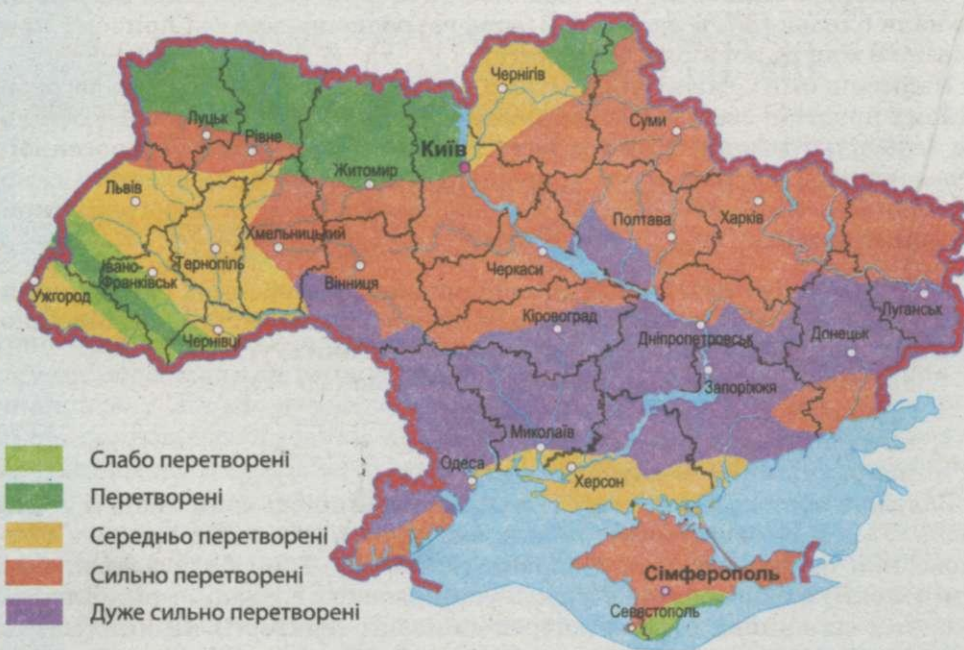 Чернігів
Луцьк
Рівне
Суми
Київ
Житомир
Львів
Полтава
Харків
Хмельницький
Тернопіль
Івано-
Франківськ
Черкаси
Вінниця
Ужгород
Чернівці
Кіровоград
Луганськ
Дніпропетровськ
Донецьк
Запоріжжя
Миколаїв
Одеса
Херсон
Слабо перетворені
Перетворені
Середньо перетворені
Сильно перетворені
Дуже сильно перетворені
Сімферополь
Севастополь